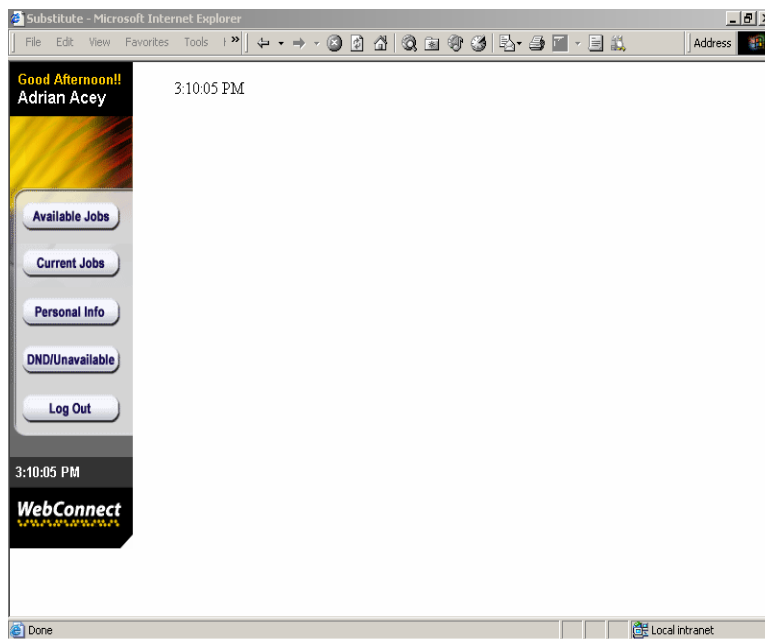 Substitute - Microsoft Internet Explorer
File Edit View Favorites Tools »
Address
Good Afternoon!!
Adrian Acey
3:10:05 PM
Available Jobs
Current Jobs
Personal Info
DND/Unavailable
Log Out
3:10:05 PM
WebConnect
Done
Local intranet